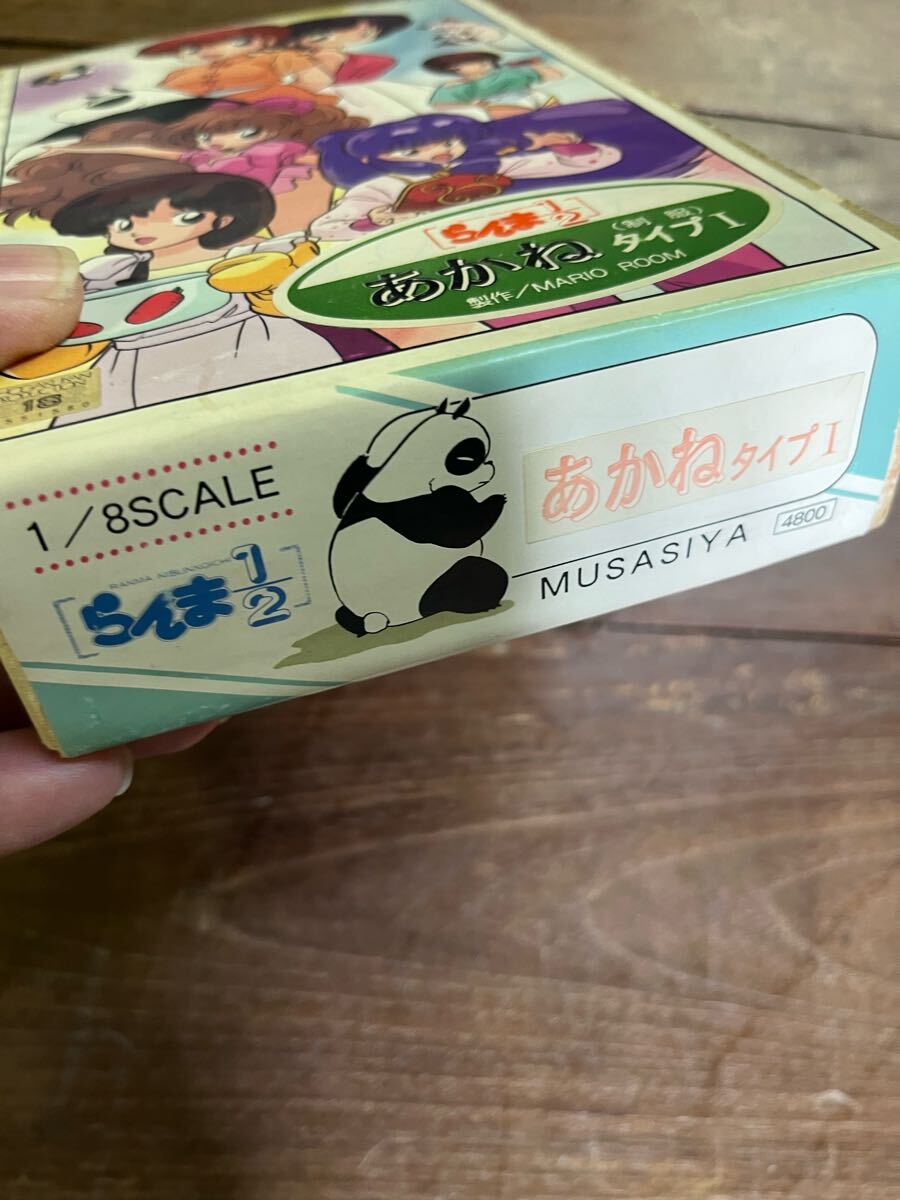 らんま1/2
あかね
(制服)
タイプI
製作/MARIO ROOM
18
1/8SCALE
RANMA NIBUNNOICHI
らんま1/2
あかねタイプI
MUSASIYA
4800